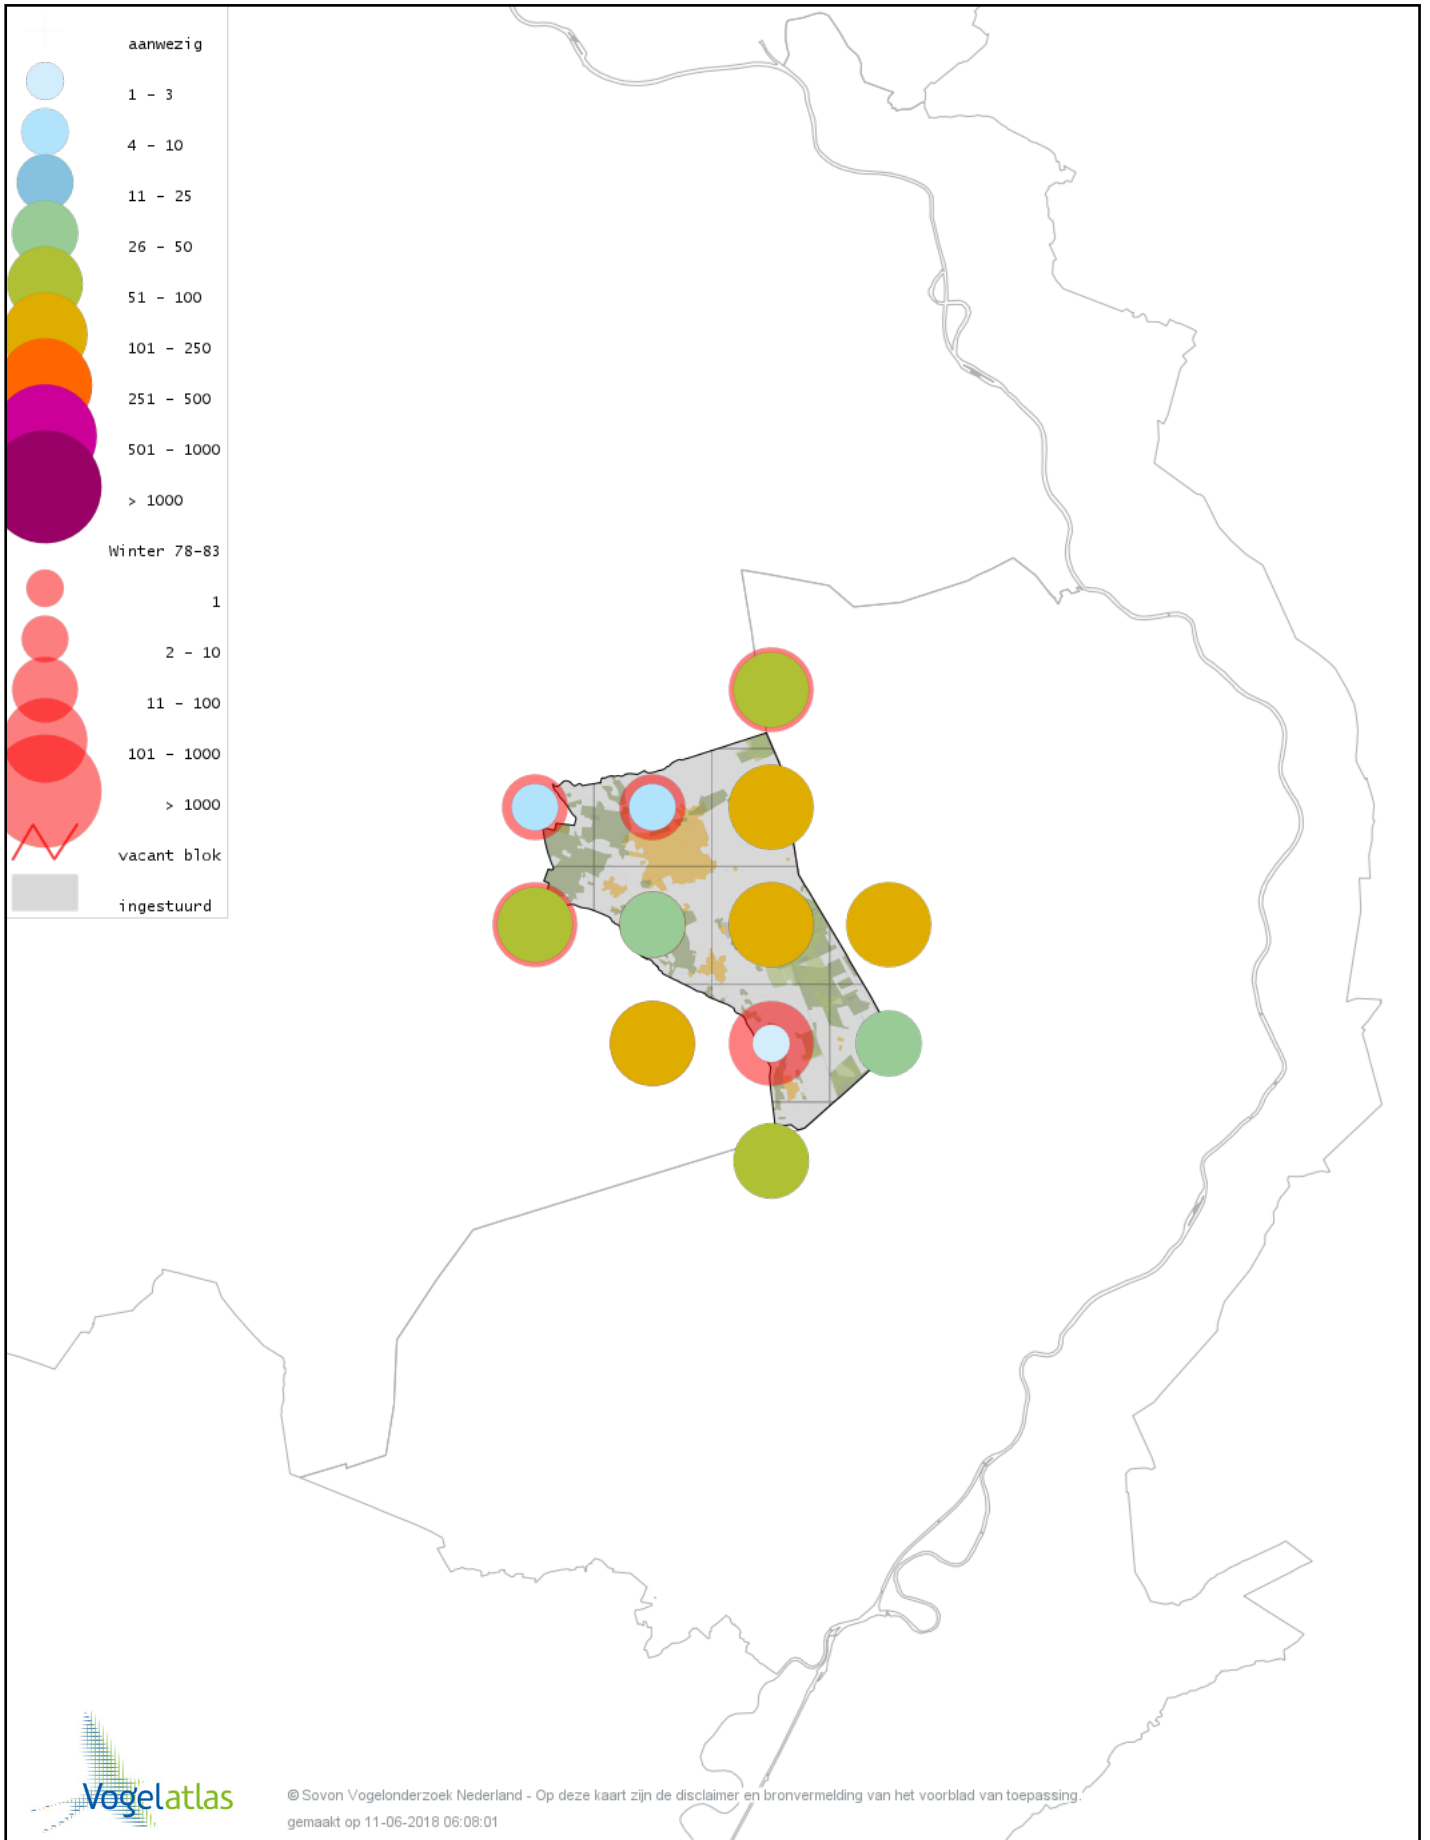 aanwezig
1 - 3
4 - 10
11 - 25
26 - 50
51 - 100
101 - 250
251 - 500
501 - 1000
> 1000
Winter 78-83
1
2 - 10
11 - 100
101 - 1000
> 1000
vacant blok
ingestuurd
Vogelatlas
© Sovon Vogelonderzoek Nederland - Op deze kaart zijn de disclaimer en bronvermelding van het voorblad van toepassing.
gemaakt op 11-06-2018 06:08:01